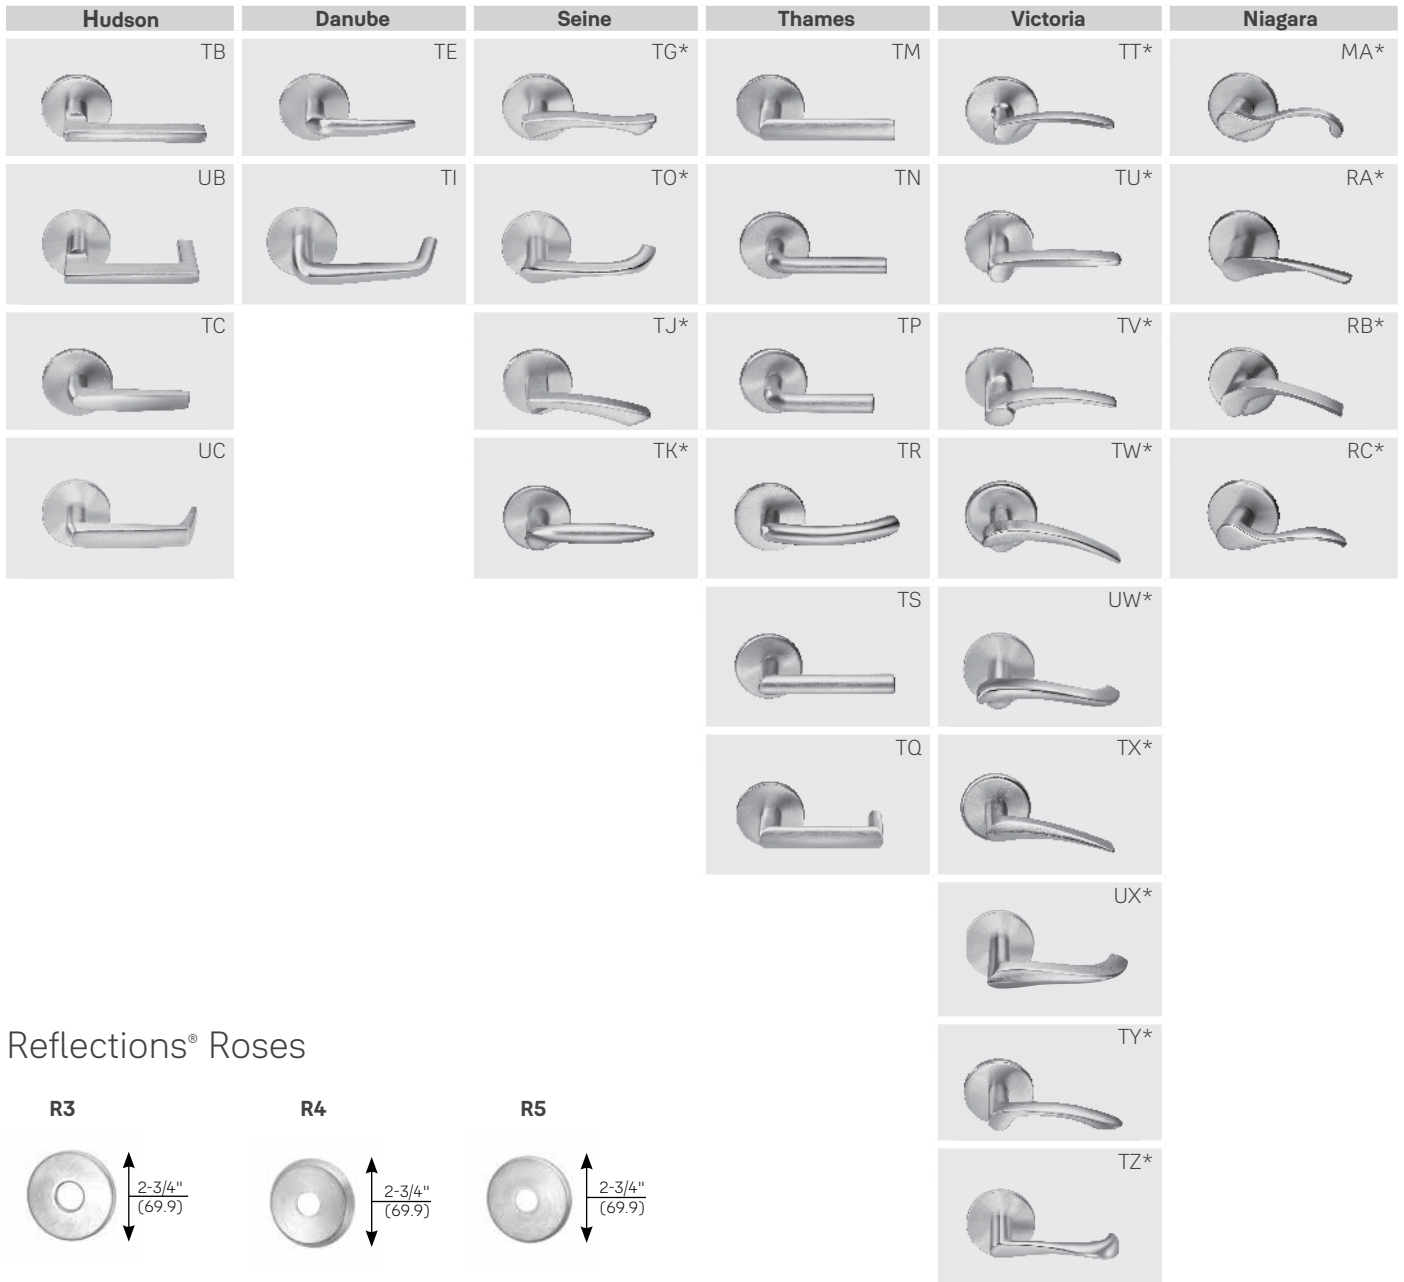 Hudson Danube Seine Thames Victoria Niagara
TB TE TG* TM TT* MA*
UB TI TO* TN TU* RA*
TC TJ* TP TV* RB*
UC TK* TR TW* RC*
TS UW*
TQ TX*
UX*
Reflections® Roses
TY*
R3 R4 R5
TZ*
2-3/4" 2-3/4" 2-3/4"
(69.9) (69.9) (69.9)